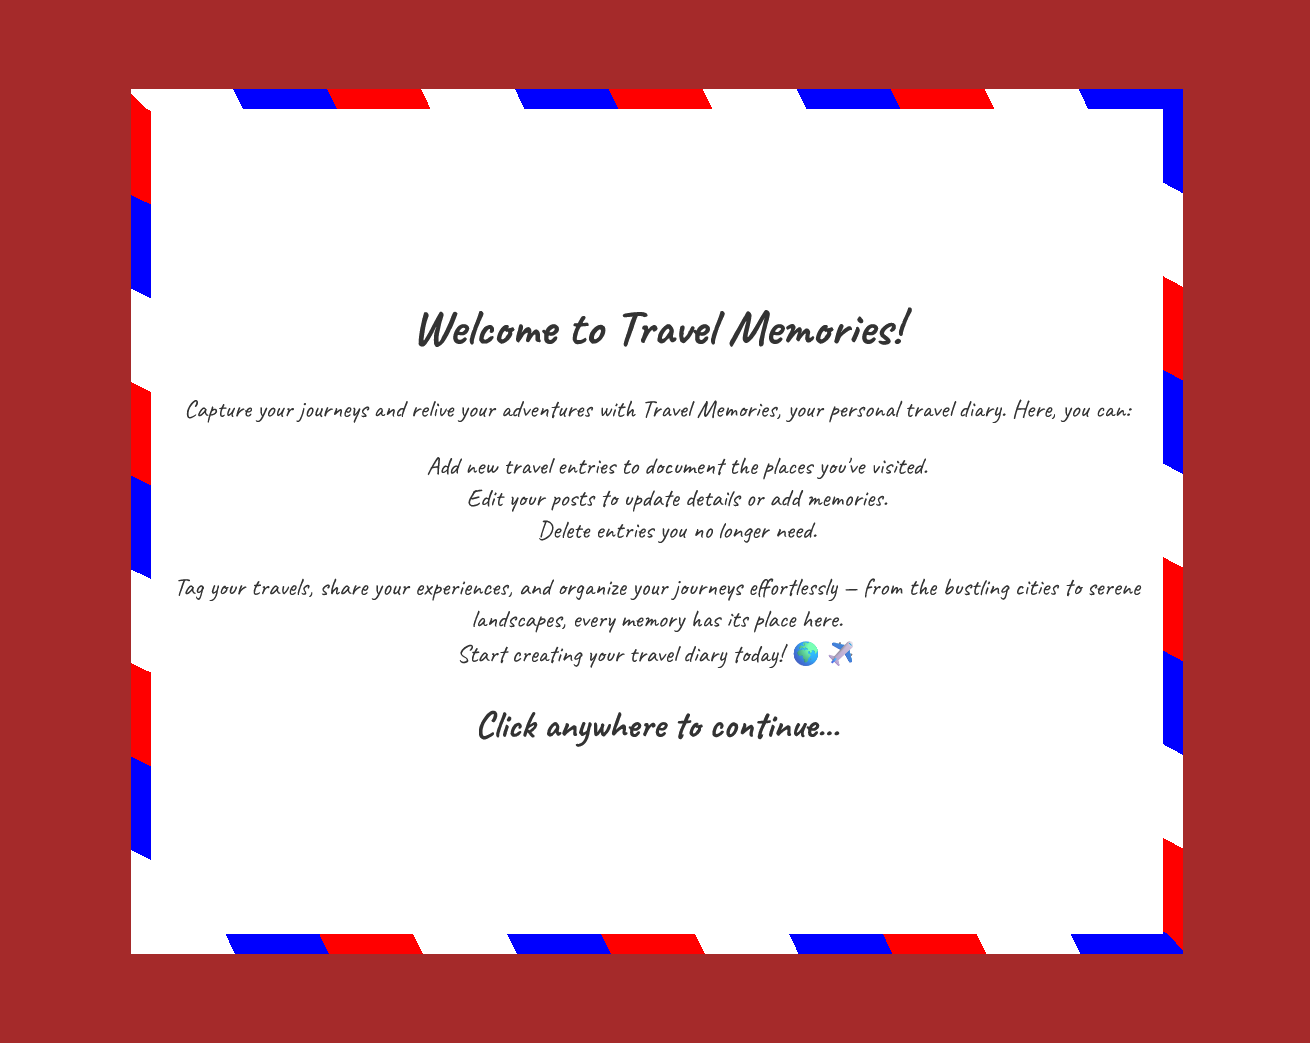 Welcome to Travel Memories!
Capture your journeys and relive your adventures with Travel Memories, your personal travel diary. Here, you can:
Add new travel entries to document the places you've visited.
Edit your posts to update details or add memories.
Delete entries you no longer need.
Tag your travels, share your experiences, and organize your journeys effortlessly — from the bustling cities to serene
landscapes, every memory has its place here.
Start creating your travel diary today! 🌍 ✈️
Click anywhere to continue...